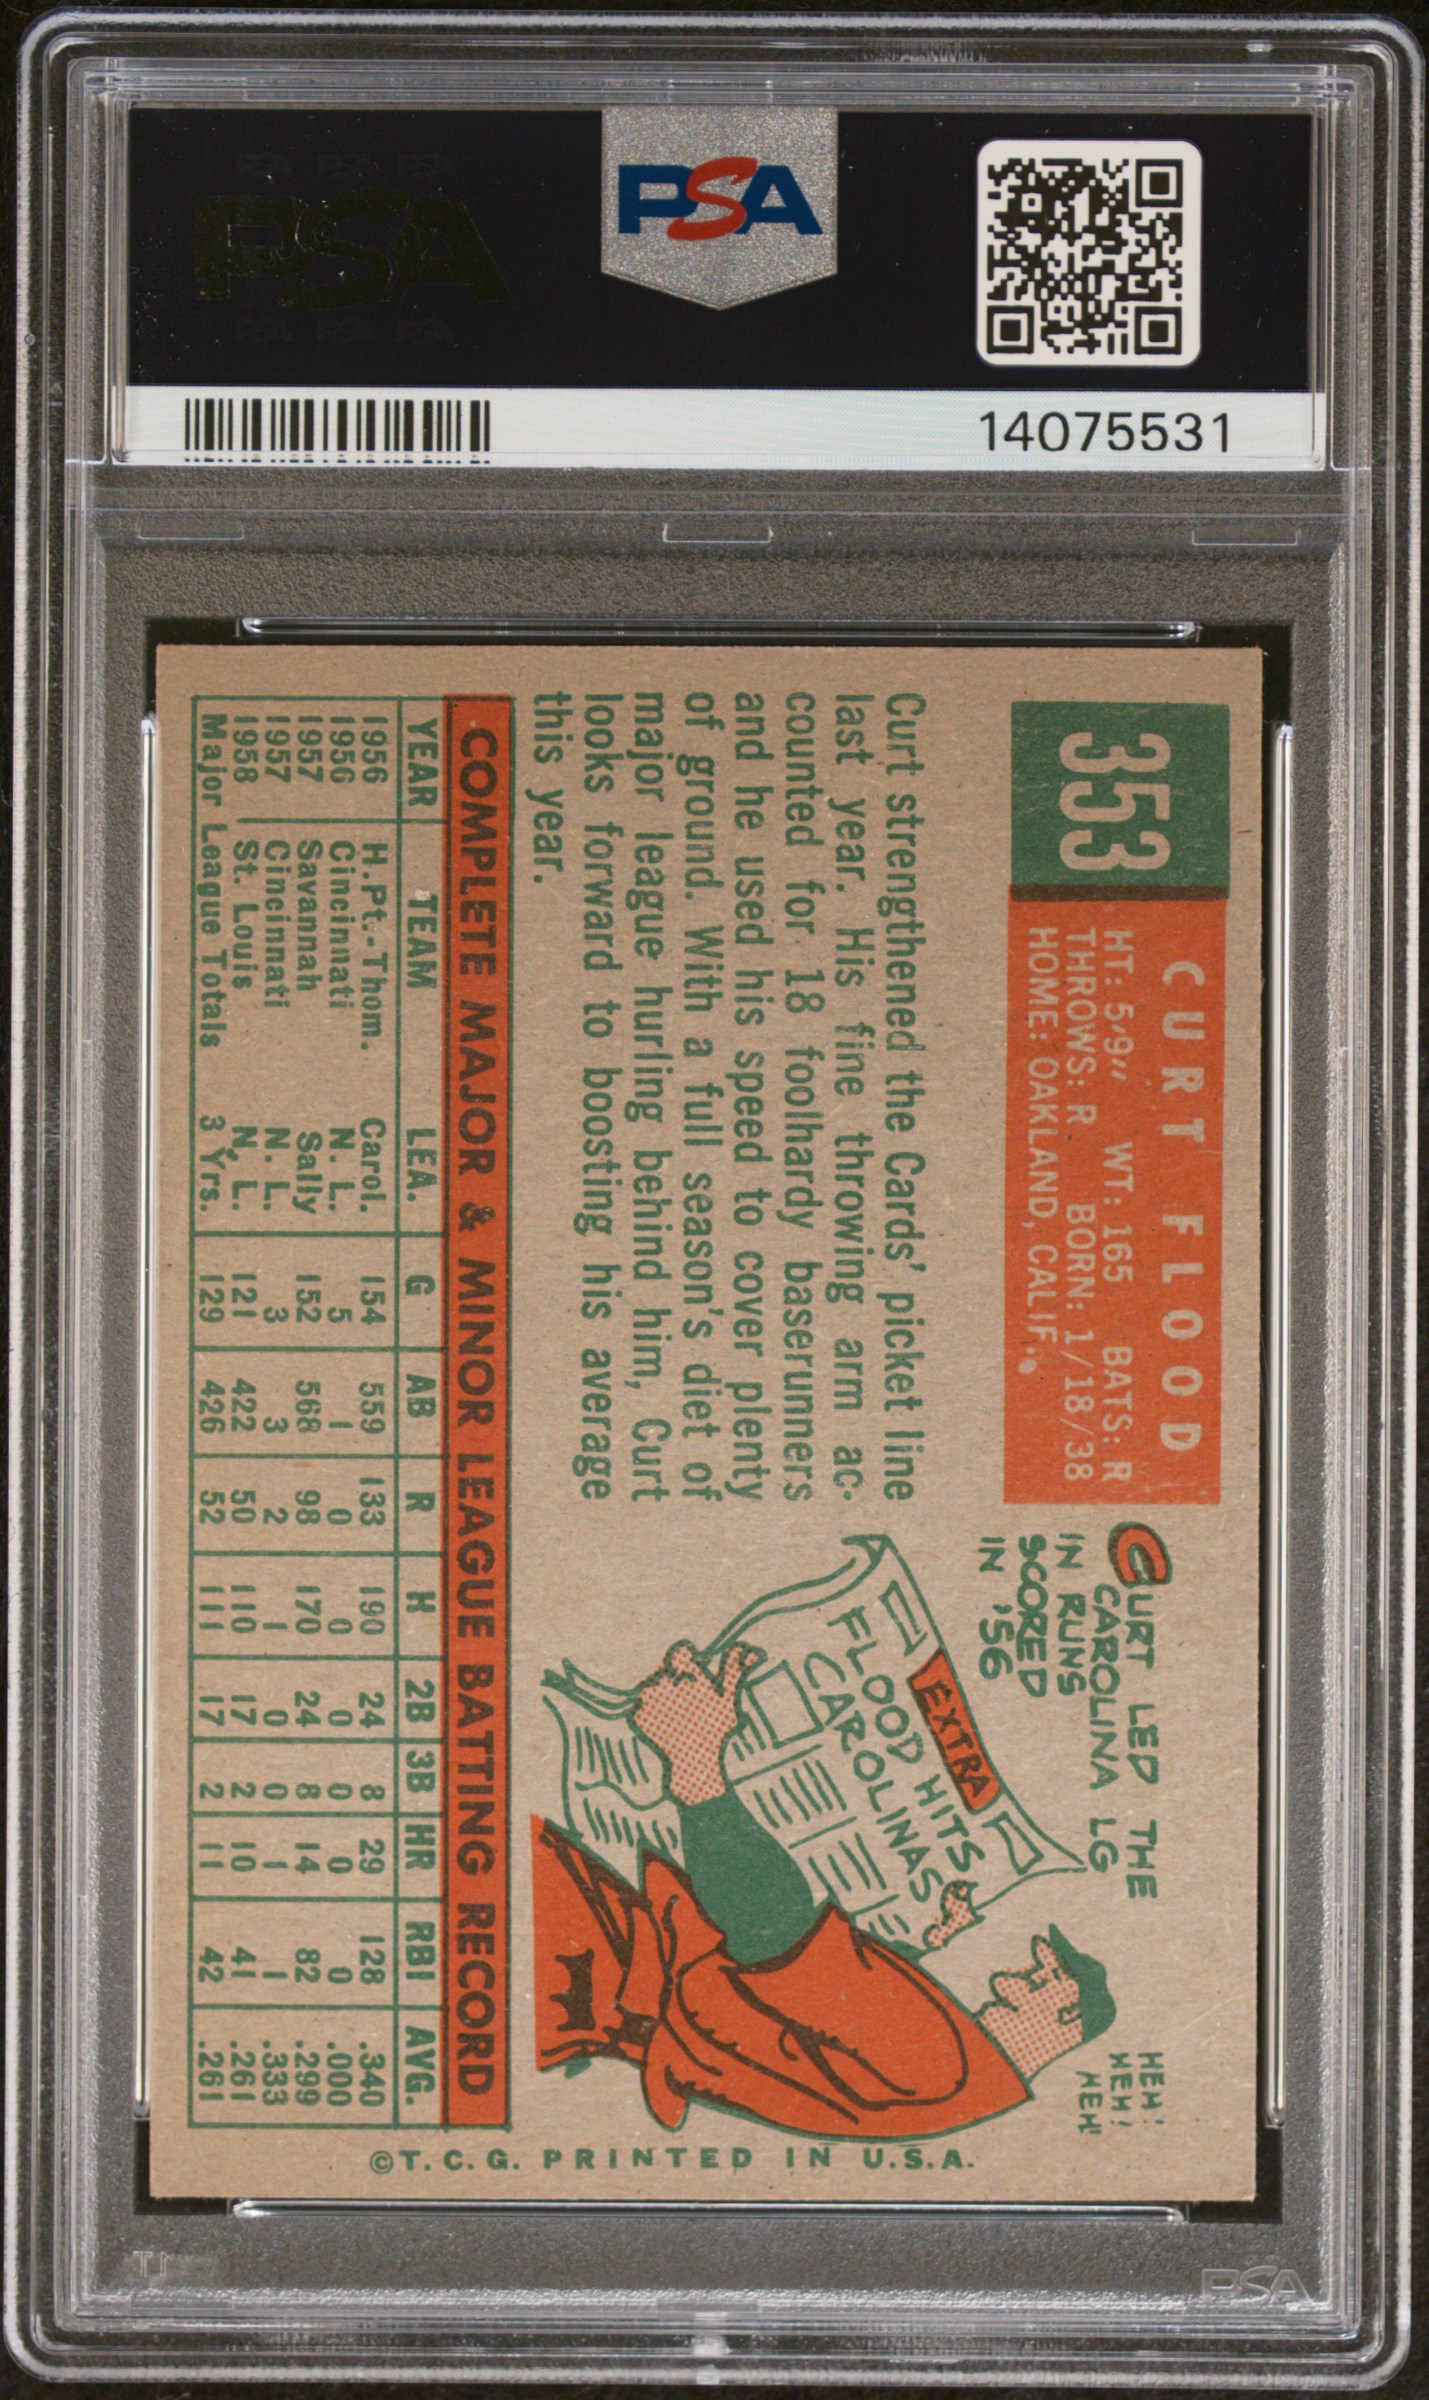 PSA
14075531
353
CURT FLOOD
HT: 5'9" WT: 165 BATS: R
THROWS: R BORN: 1/18/38
HOME: OAKLAND, CALIF.
Curt strengthened the Cards' picket line
last year. His fine throwing arm ac-
counted for 18 foolhardy baserunners
and he used his speed to cover plenty
of ground. With a full season's diet of
major league hurling behind him, Curt
looks forward to boosting his average
this year.
CURT LED THE
CAROLINA LG
IN RUNS
SCORED
IN '56
EXTRA
FLOOD HITS
CAROLINAS
HEH!
HEH!
HEH!
COMPLETE MAJOR & MINOR LEAGUE BATTING RECORD
YEAR TEAM LEA. G AB R H 2B 3B HR RBI AVG.
1956 H.Pt.-Thom. Carol. 154 559 133 190 24 8 29 128 .340
1956 Cincinnati N. L. 5 1 0 0 0 0 0 0 .000
1957 Savannah Sally 152 568 98 170 24 8 14 82 .299
1957 Cincinnati N. L. 3 3 2 1 0 0 1 1 .333
1958 St. Louis N. L. 121 422 50 110 17 2 10 41 .261
Major League Totals 3 Yrs. 129 426 52 111 17 2 11 42 .261
©T.C.G. PRINTED IN U.S.A.
PSA